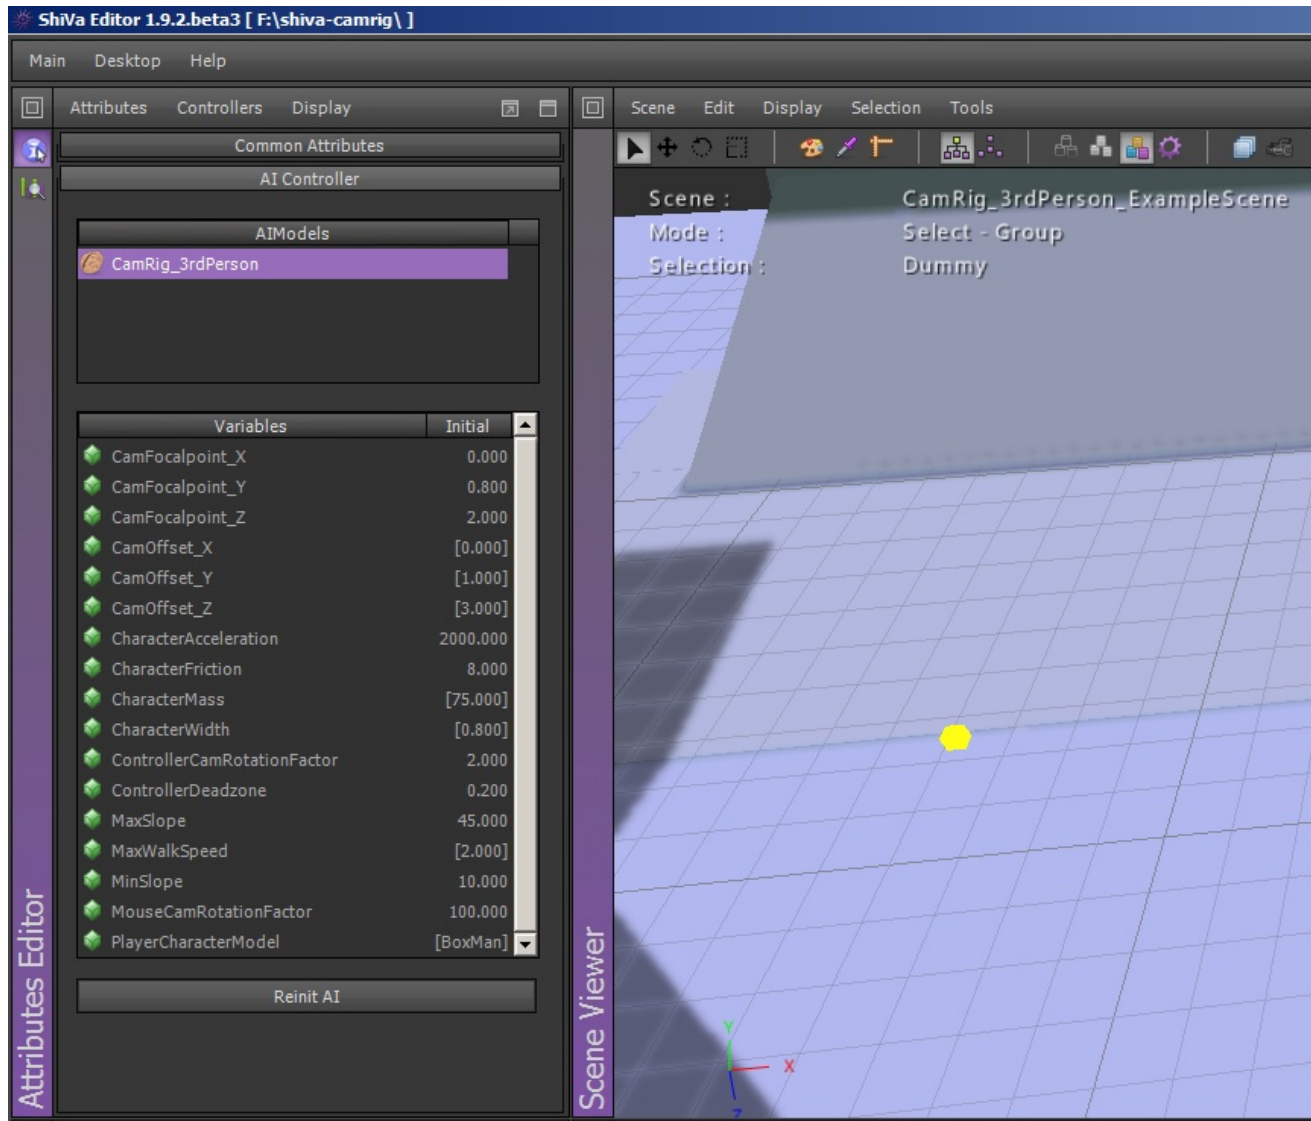 ShiVa Editor 1.9.2.beta3 [ F:\shiva-camrig\ ]
Main Desktop Help
Attributes Controllers Display
Common Attributes
AI Controller
AIModels
CamRig_3rdPerson
Variables Initial
CamFocalpoint_X 0.000
CamFocalpoint_Y 0.800
CamFocalpoint_Z 2.000
CamOffset_X [0.000]
CamOffset_Y [1.000]
CamOffset_Z [3.000]
CharacterAcceleration 2000.000
CharacterFriction 8.000
CharacterMass [75.000]
CharacterWidth [0.800]
ControllerCamRotationFactor 2.000
ControllerDeadzone 0.200
MaxSlope 45.000
MaxWalkSpeed [2.000]
MinSlope 10.000
MouseCamRotationFactor 100.000
PlayerCharacterModel [BoxMan]
Reinit AI
Attributes Editor
Scene Edit Display Selection Tools
Scene : CamRig_3rdPerson_ExampleScene
Mode : Select - Group
Selection : Dummy
Y
X
Z
Scene Viewer